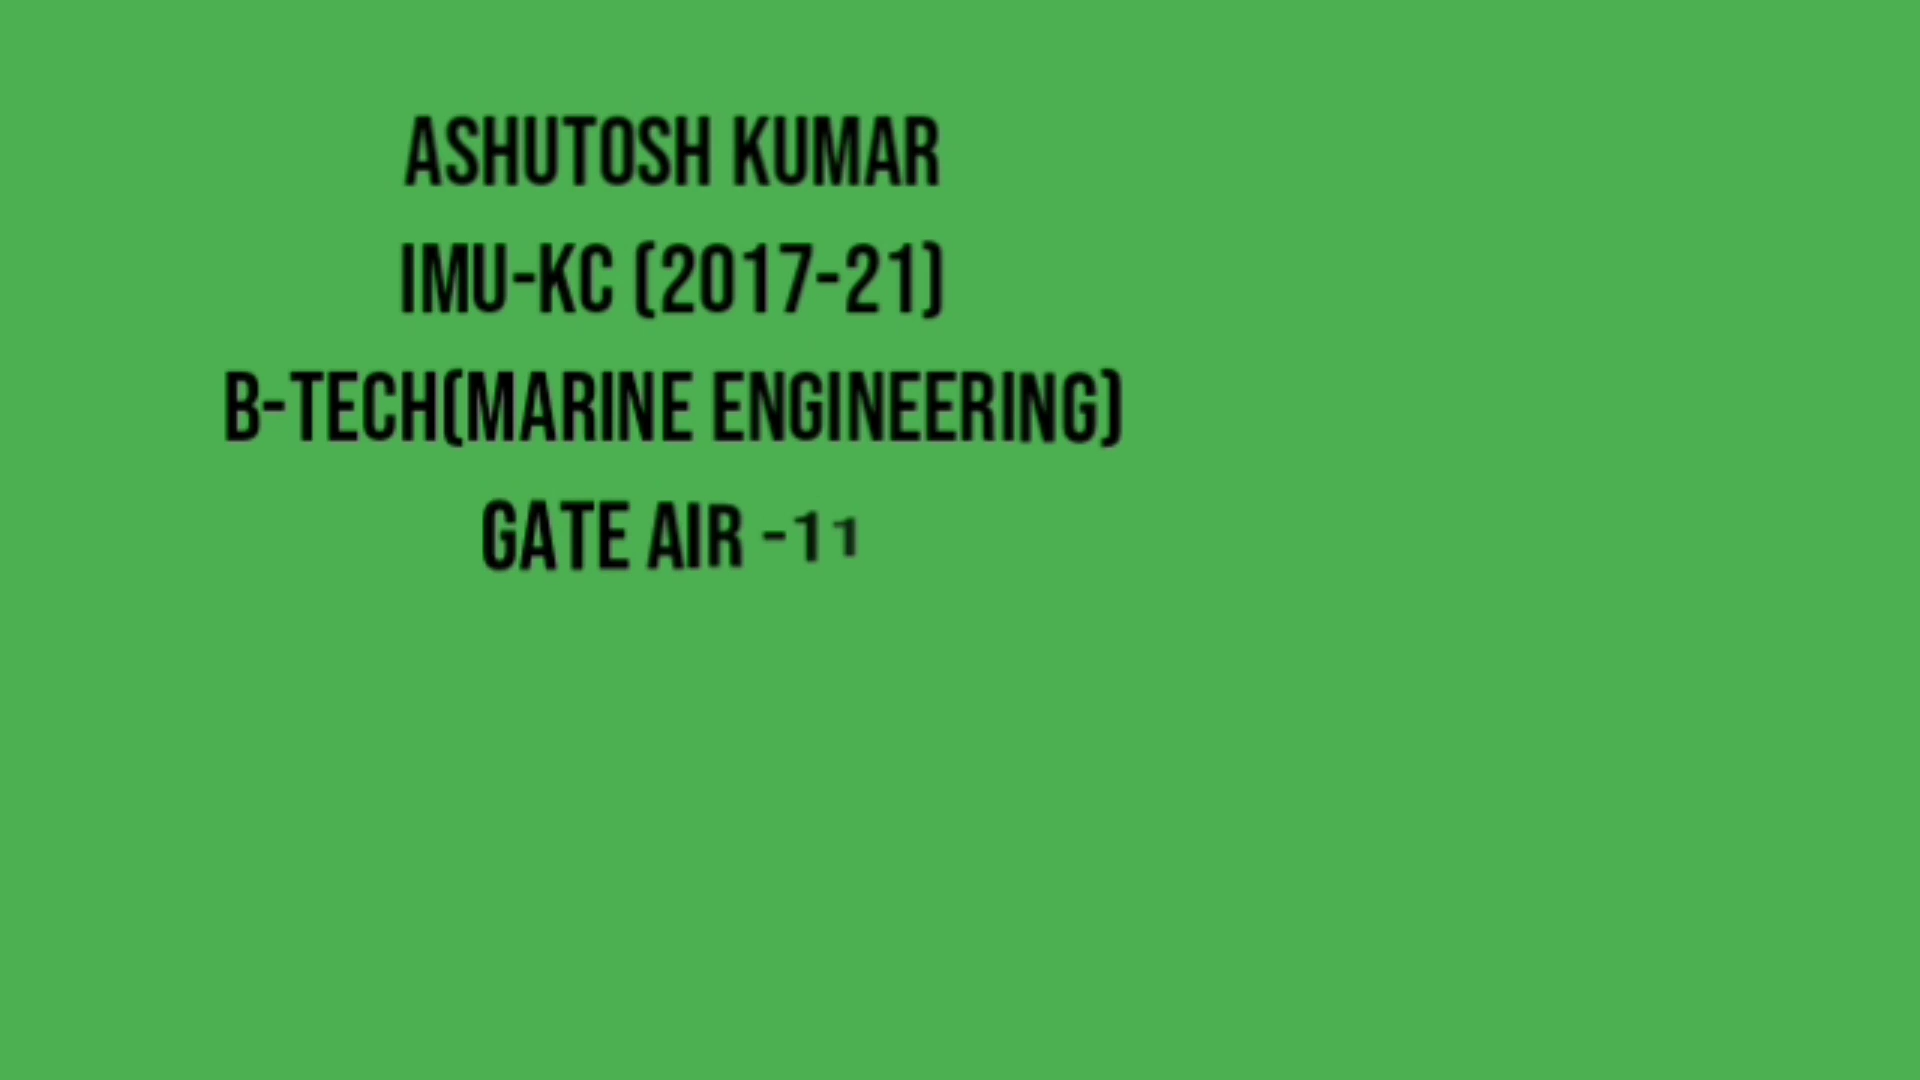 ASHUTOSH KUMAR
IMU-KC (2017-21)
B-TECH(MARINE ENGINEERING)
GATE AIR -11